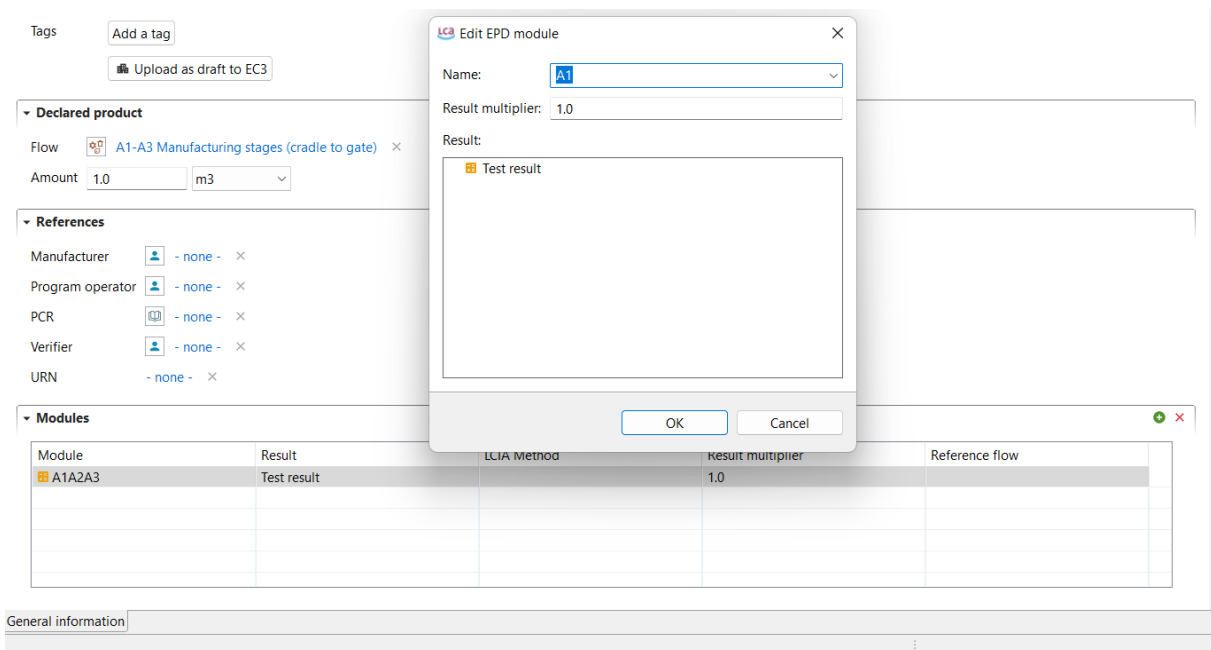 Tags
Add a tag
Upload as draft to EC3
Declared product
Flow A1-A3 Manufacturing stages (cradle to gate)
Amount 1.0 m3
References
Manufacturer - none -
Program operator - none -
PCR - none -
Verifier - none -
URN - none -
Modules
Module Result LCIA Method Result multiplier Reference flow
A1A2A3 Test result 1.0
General information
LCa Edit EPD module
Name: A1
Result multiplier: 1.0
Result:
Test result
OK Cancel